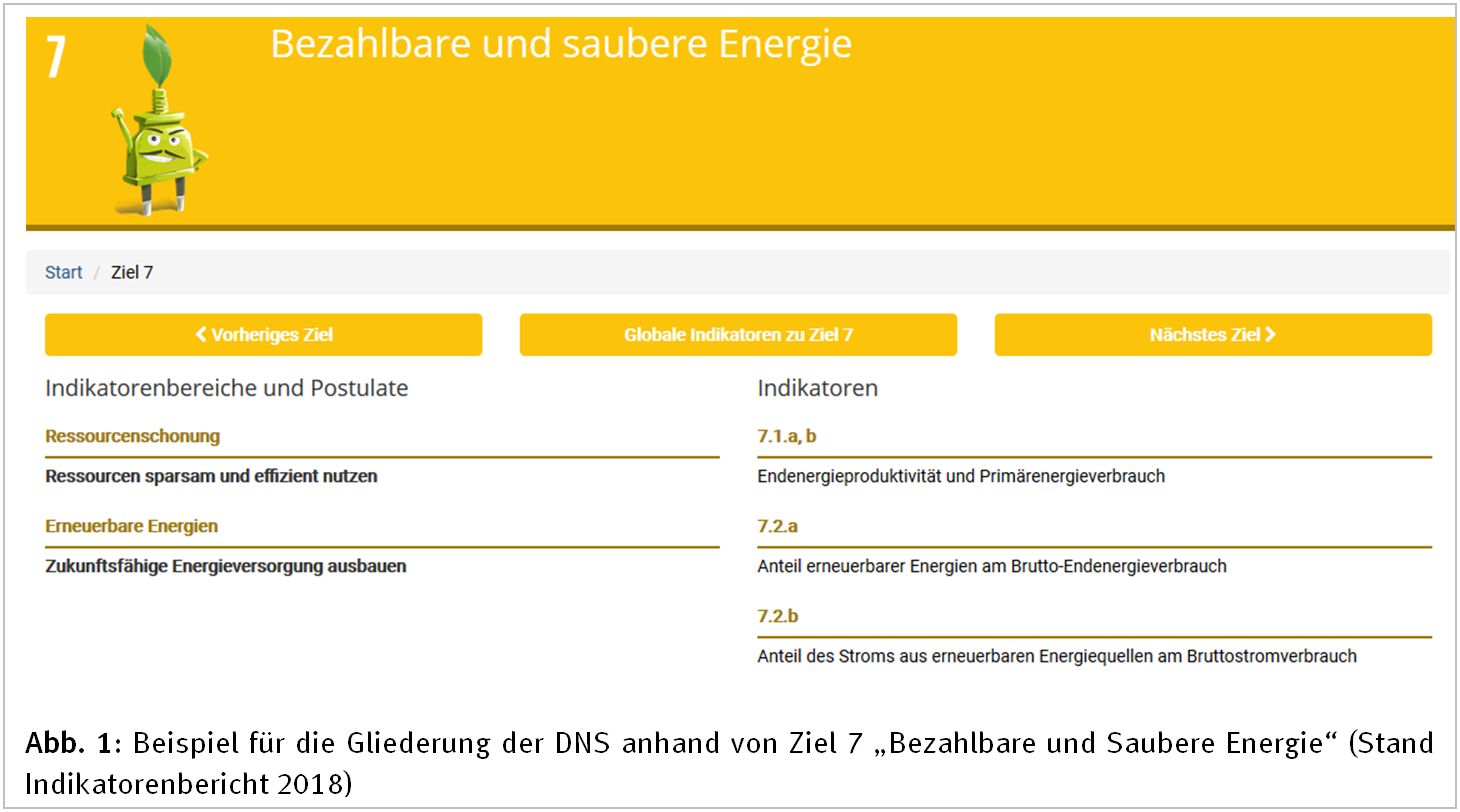 7
Bezahlbare und saubere Energie
Start / Ziel 7
Vorheriges Ziel
Globale Indikatoren zu Ziel 7
Nächstes Ziel
Indikatorenbereiche und Postulate
Ressourcenschonung
Ressourcen sparsam und effizient nutzen
Erneuerbare Energien
Zukunftsfähige Energieversorgung ausbauen
Indikatoren
7.1.a, b
Endenergieproduktivität und Primärenergieverbrauch
7.2.a
Anteil erneuerbarer Energien am Brutto-Endenergieverbrauch
7.2.b
Anteil des Stroms aus erneuerbaren Energiequellen am Bruttostromverbrauch
Abb. 1: Beispiel für die Gliederung der DNS anhand von Ziel 7 „Bezahlbare und Saubere Energie“ (Stand
Indikatorenbericht 2018)